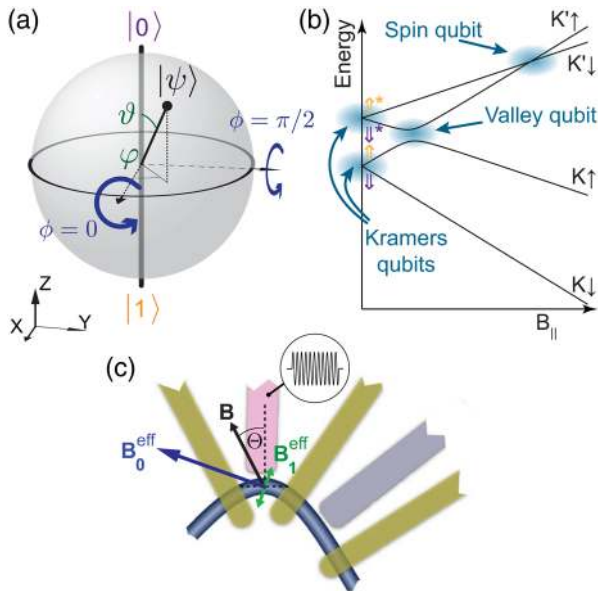 (a)
|0⟩
|ψ⟩
ϑ
φ
ϕ = π/2
ϕ = 0
|1⟩
Z
X
Y
(b)
Energy
Spin qubit
K'↑
K'↓
⇑*
⇓*
⇑
⇓
Valley qubit
Kramers
qubits
K↑
K↓
B||
(c)
B
Θ
B₀ᵉᶠᶠ
B₁ᵉᶠᶠ